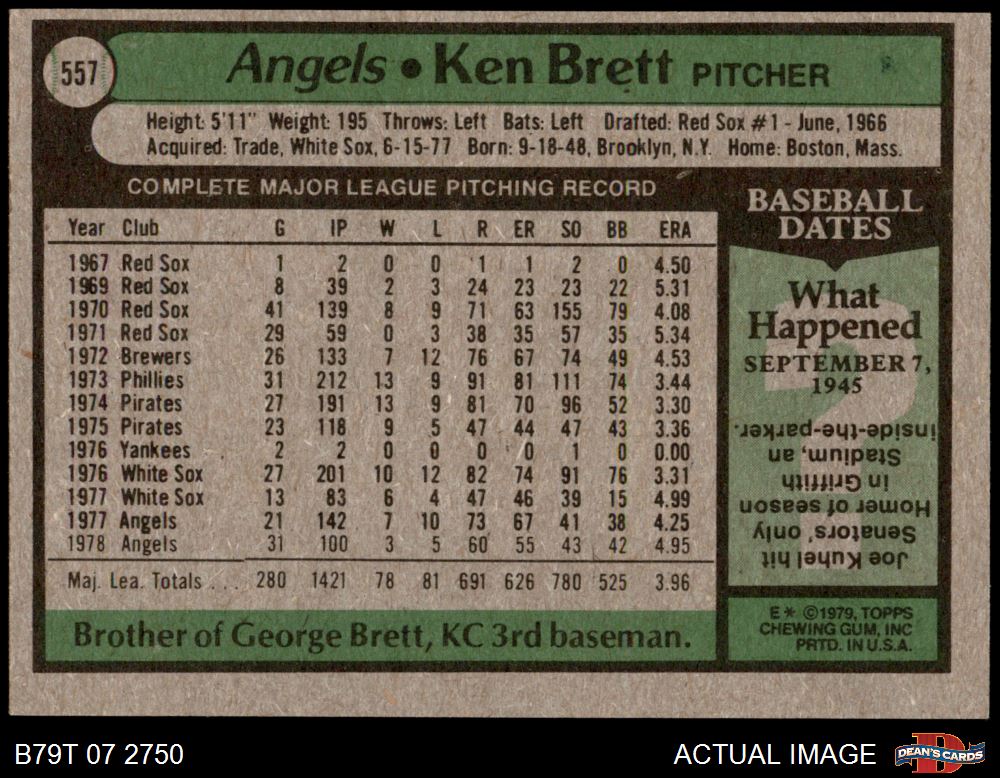 557
Angels • Ken Brett PITCHER
Height: 5'11" Weight: 195 Throws: Left Bats: Left Drafted: Red Sox #1 - June, 1966
Acquired: Trade, White Sox, 6-15-77 Born: 9-18-48, Brooklyn, N.Y. Home: Boston, Mass.
COMPLETE MAJOR LEAGUE PITCHING RECORD
Year Club G IP W L R ER SO BB ERA
1967 Red Sox 1 2 0 0 1 1 2 0 4.50
1969 Red Sox 8 39 2 3 24 23 23 22 5.31
1970 Red Sox 41 139 8 9 71 63 155 79 4.08
1971 Red Sox 29 59 0 3 38 35 57 35 5.34
1972 Brewers 26 133 7 12 76 67 74 49 4.53
1973 Phillies 31 212 13 9 91 81 111 74 3.44
1974 Pirates 27 191 13 9 81 70 96 52 3.30
1975 Pirates 23 118 9 5 47 44 47 43 3.36
1976 Yankees 2 2 0 0 0 0 1 0 0.00
1976 White Sox 27 201 10 12 82 74 91 76 3.31
1977 White Sox 13 83 6 4 47 46 39 15 4.99
1977 Angels 21 142 7 10 73 67 41 38 4.25
1978 Angels 31 100 3 5 60 55 43 42 4.95
Maj. Lea. Totals . . . 280 1421 78 81 691 626 780 525 3.96
Brother of George Brett, KC 3rd baseman.
BASEBALL
DATES
What
Happened
SEPTEMBER 7,
1945
?
Joe Kuhel hit
Senators' only
Homer of season
in Griffith
Stadium, an
inside-the-parker.
E* ©1979, TOPPS
CHEWING GUM, INC
PRTD. IN U.S.A.
B79T 07 2750
ACTUAL IMAGE
DEAN'S CARDS